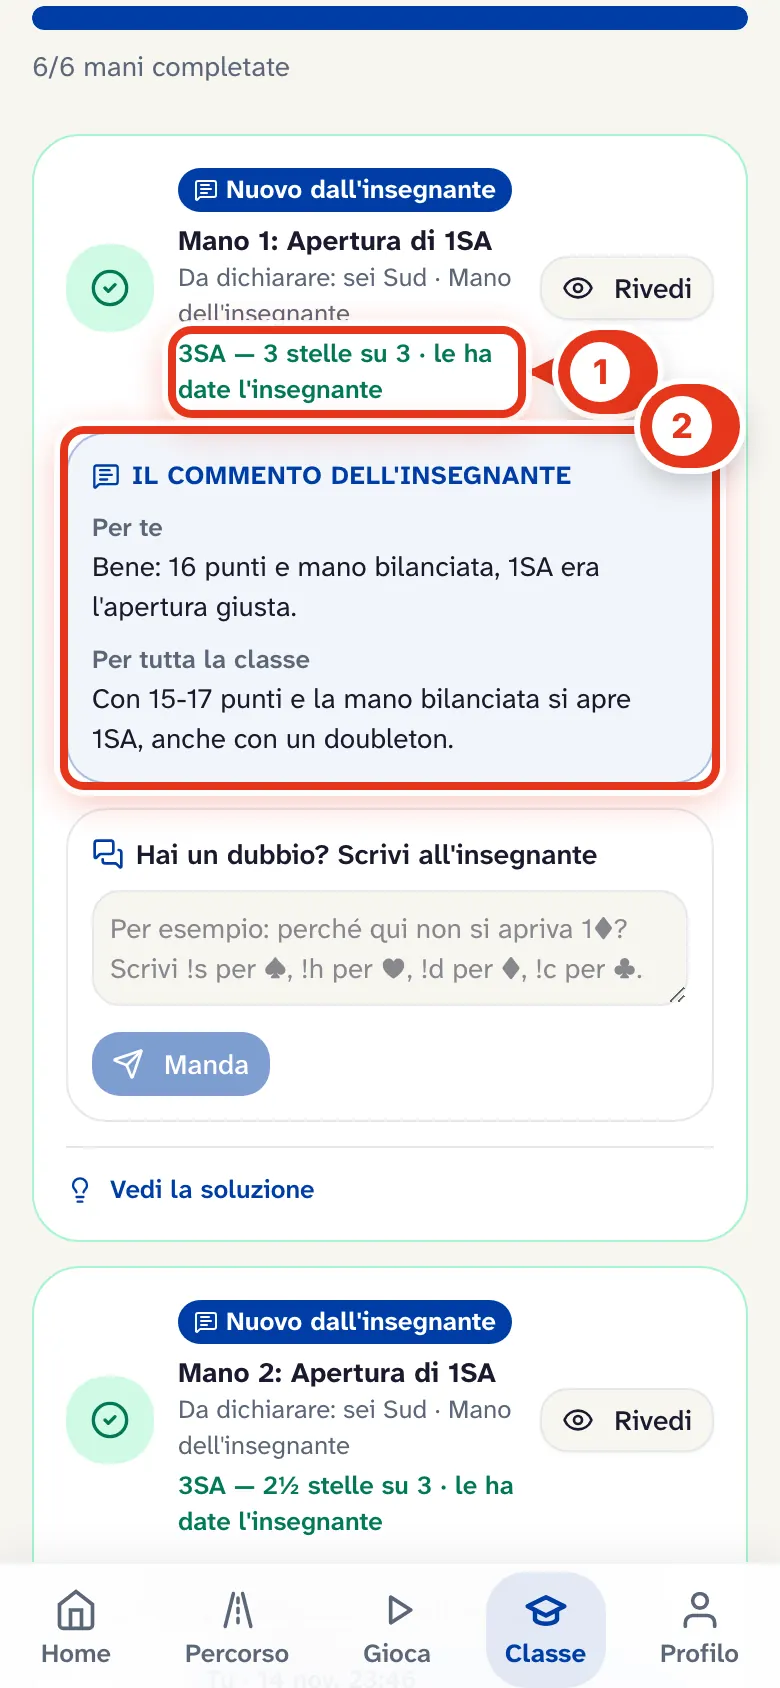 6/6 mani completate
Nuovo dall'insegnante
Mano 1: Apertura di 1SA
Da dichiarare: sei Sud · Mano
dell'insegnante
Rivedi
3SA — 3 stelle su 3 · le ha
date l'insegnante
1
2
IL COMMENTO DELL'INSEGNANTE
Per te
Bene: 16 punti e mano bilanciata, 1SA era
l'apertura giusta.
Per tutta la classe
Con 15-17 punti e la mano bilanciata si apre
1SA, anche con un doubleton.
Hai un dubbio? Scrivi all'insegnante
Per esempio: perché qui non si apriva 1♦?
Scrivi !s per ♠, !h per ♥, !d per ♦, !c per ♣.
Manda
Vedi la soluzione
Nuovo dall'insegnante
Mano 2: Apertura di 1SA
Da dichiarare: sei Sud · Mano
dell'insegnante
Rivedi
3SA — 2½ stelle su 3 · le ha
date l'insegnante
Home
Percorso
Gioca
Classe
Profilo
Tu · 14 nov, 23:46